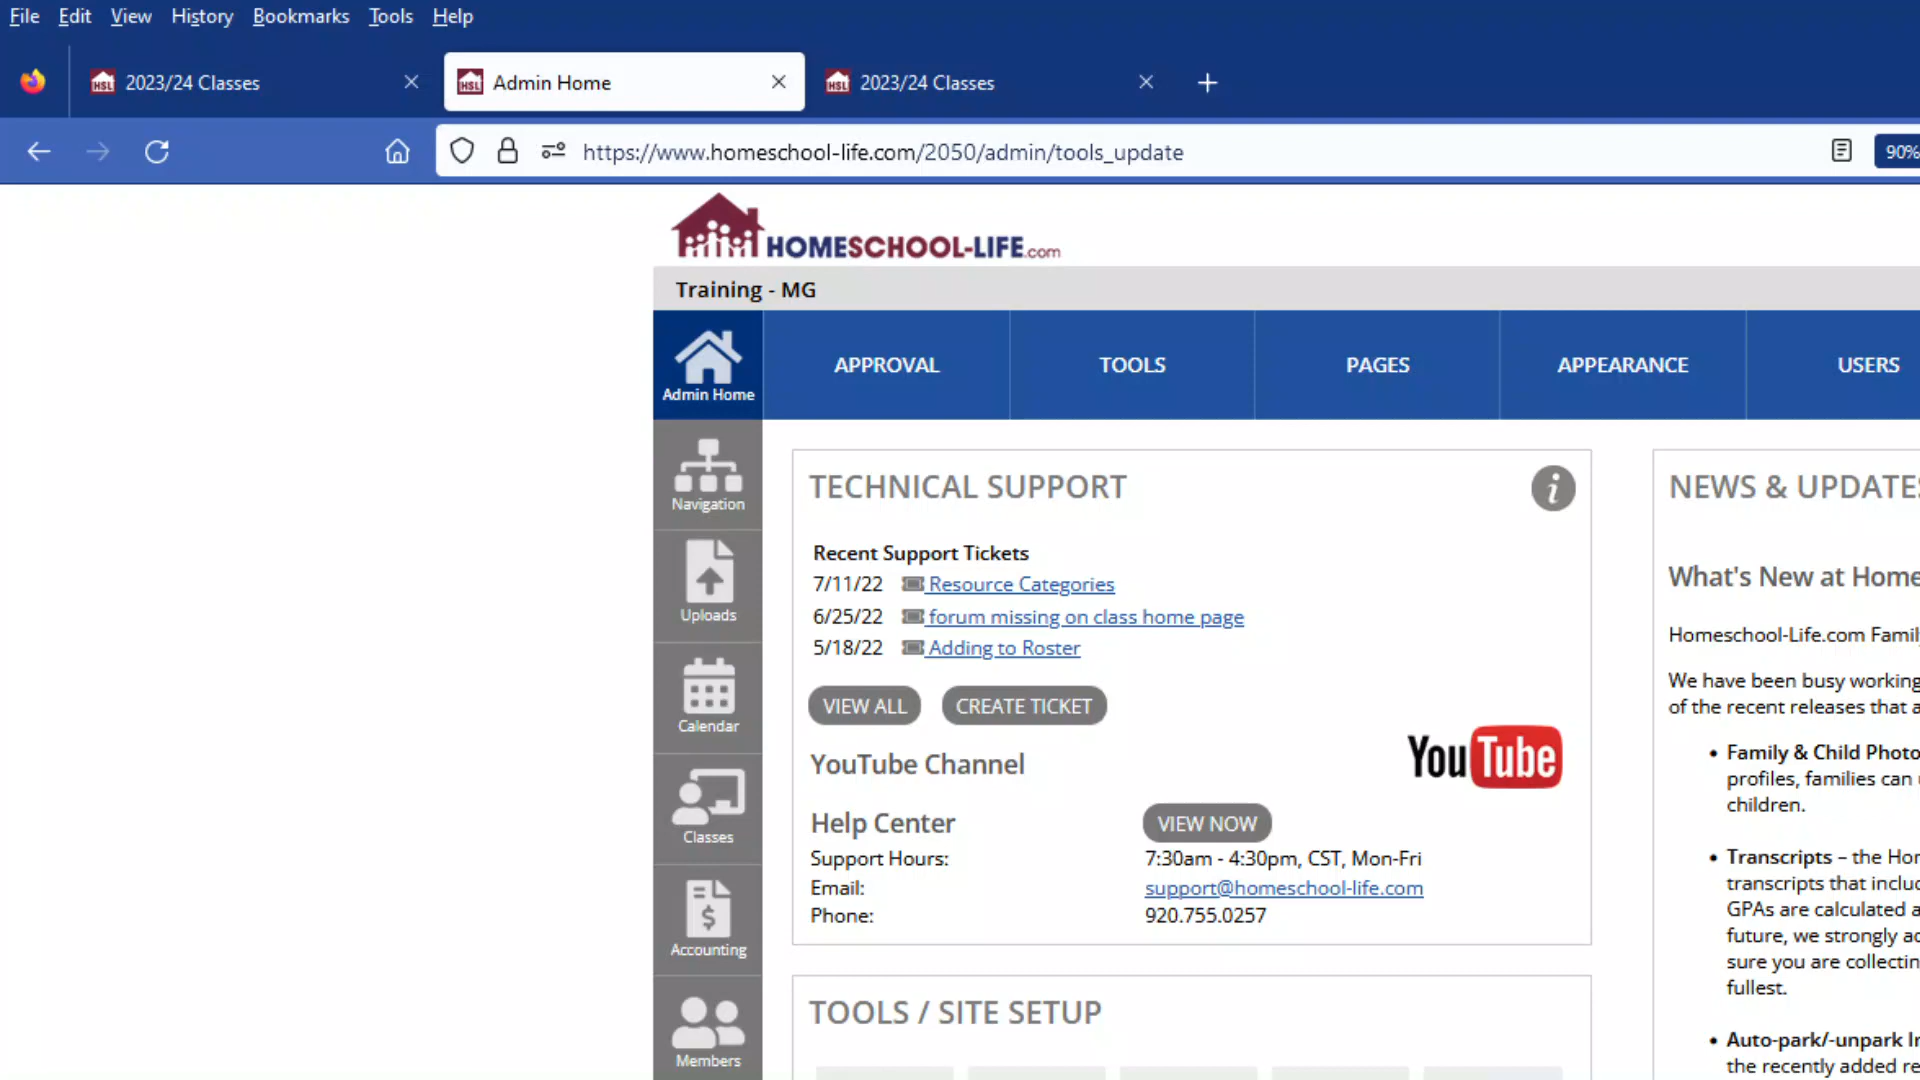 File Edit View History Bookmarks Tools Help
HSL 2023/24 Classes
HSL Admin Home
HSL 2023/24 Classes
https://www.homeschool-life.com/2050/admin/tools_update
90%
HOMESCHOOL-LIFE.com
Training - MG
Admin Home
APPROVAL
TOOLS
PAGES
APPEARANCE
USERS
Navigation
Uploads
Calendar
Classes
Accounting
Members
TECHNICAL SUPPORT
Recent Support Tickets
7/11/22 Resource Categories
6/25/22 forum missing on class home page
5/18/22 Adding to Roster
VIEW ALL CREATE TICKET
YouTube Channel
YouTube
Help Center VIEW NOW
Support Hours: 7:30am - 4:30pm, CST, Mon-Fri
Email: support@homeschool-life.com
Phone: 920.755.0257
TOOLS / SITE SETUP
NEWS & UPDATES
What's New at Home
Homeschool-Life.com Famil
We have been busy working
of the recent releases that a
• Family & Child Photo
profiles, families can
children.
• Transcripts – the Hor
transcripts that includ
GPAs are calculated a
future, we strongly ad
sure you are collectin
fullest.
• Auto-park/-unpark In
the recently added re